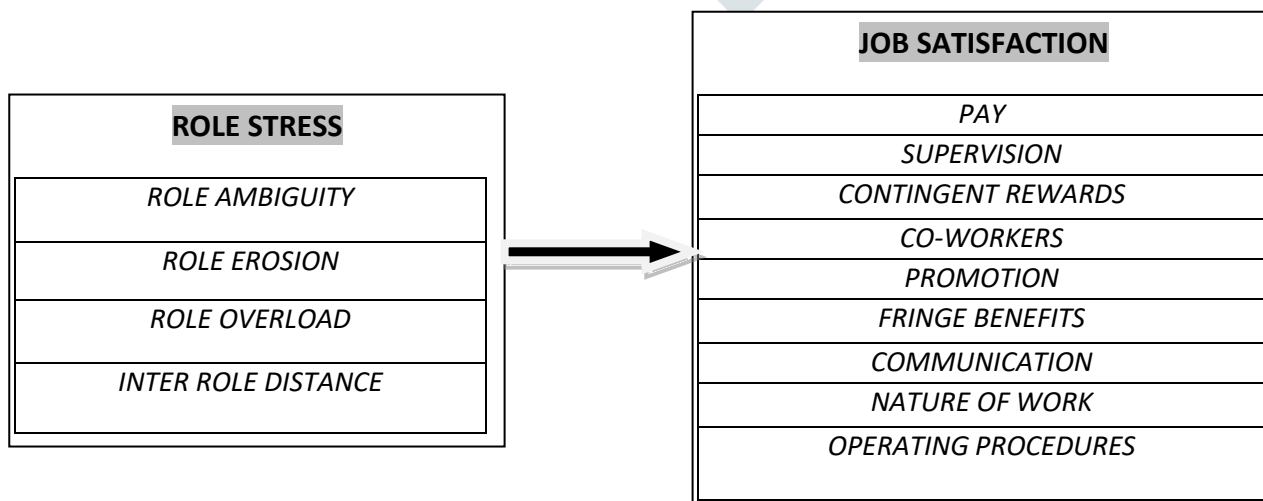 ROLE STRESS
ROLE AMBIGUITY
ROLE EROSION
ROLE OVERLOAD
INTER ROLE DISTANCE
JOB SATISFACTION
PAY
SUPERVISION
CONTINGENT REWARDS
CO-WORKERS
PROMOTION
FRINGE BENEFITS
COMMUNICATION
NATURE OF WORK
OPERATING PROCEDURES